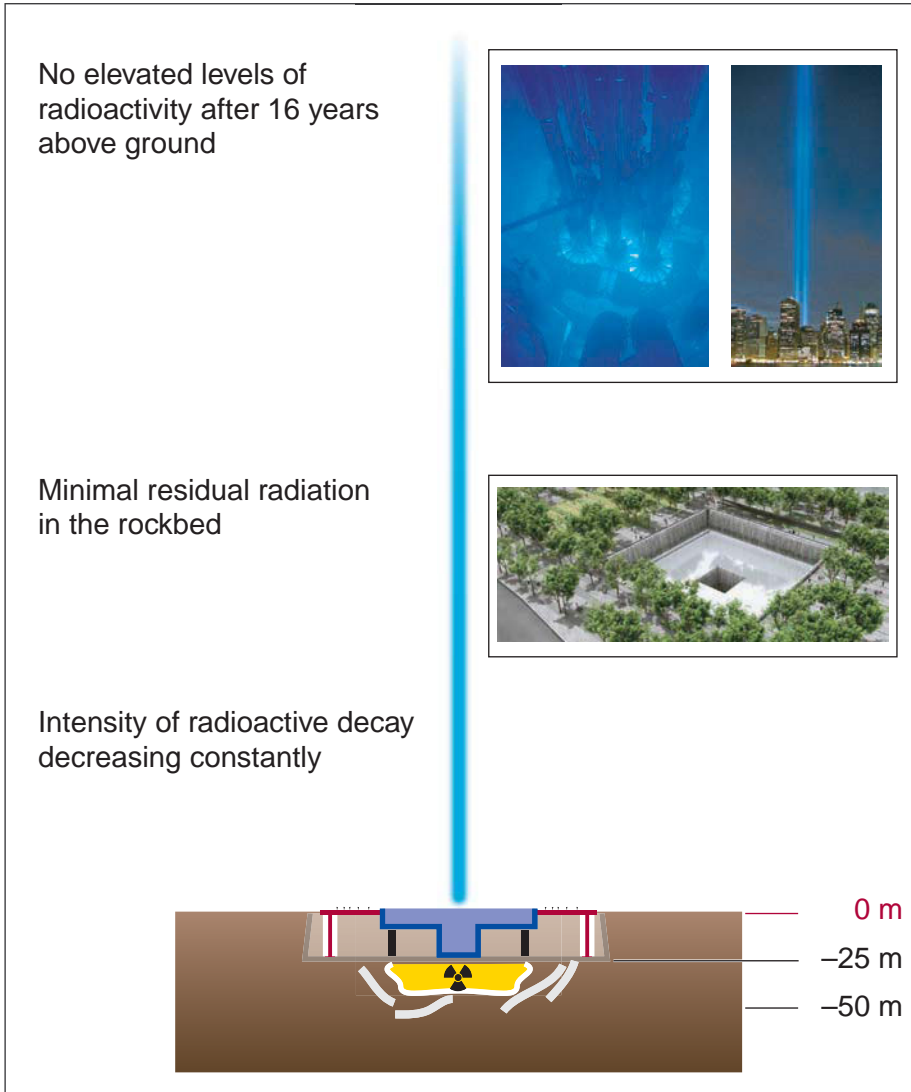 No elevated levels of
radioactivity after 16 years
above ground
Minimal residual radiation
in the rockbed
Intensity of radioactive decay
decreasing constantly
0 m
–25 m
–50 m